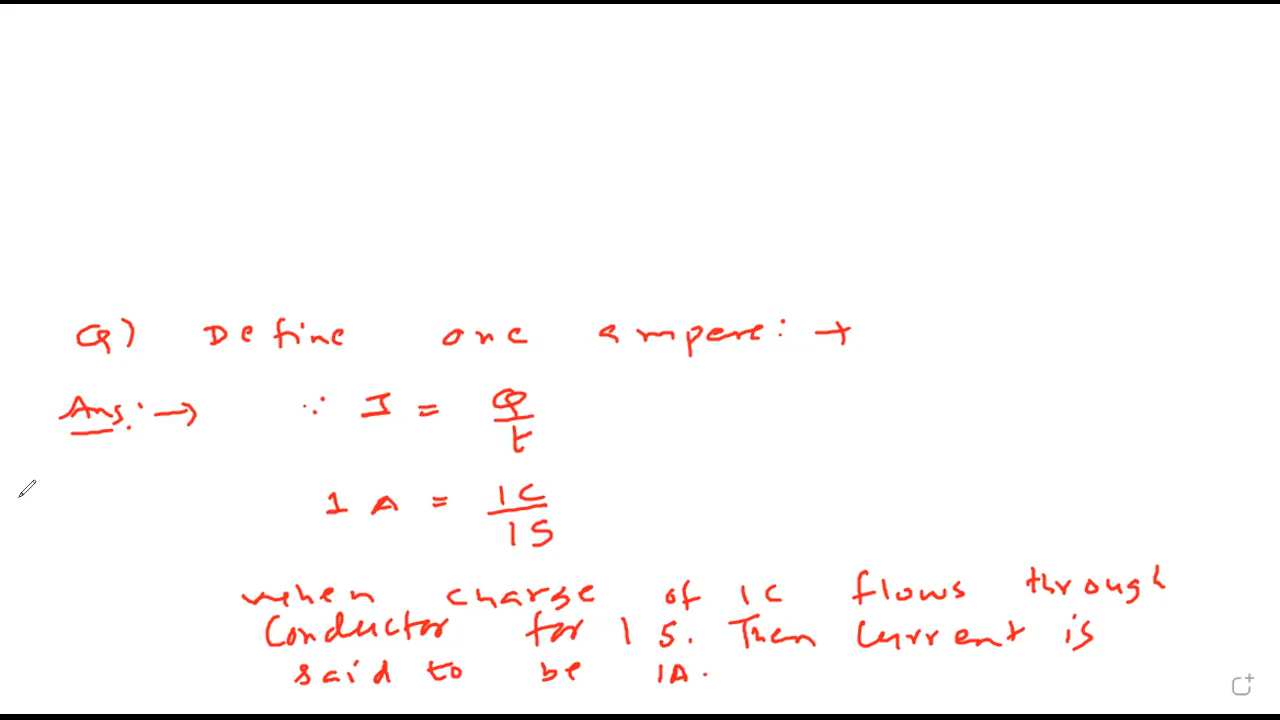 Q) Define one ampere: →
Ans: → ∵ I = Q/t
1 A = 1C/1S
when charge of 1C flows through
Conductor for 1 S. Then Current is
said to be 1A.